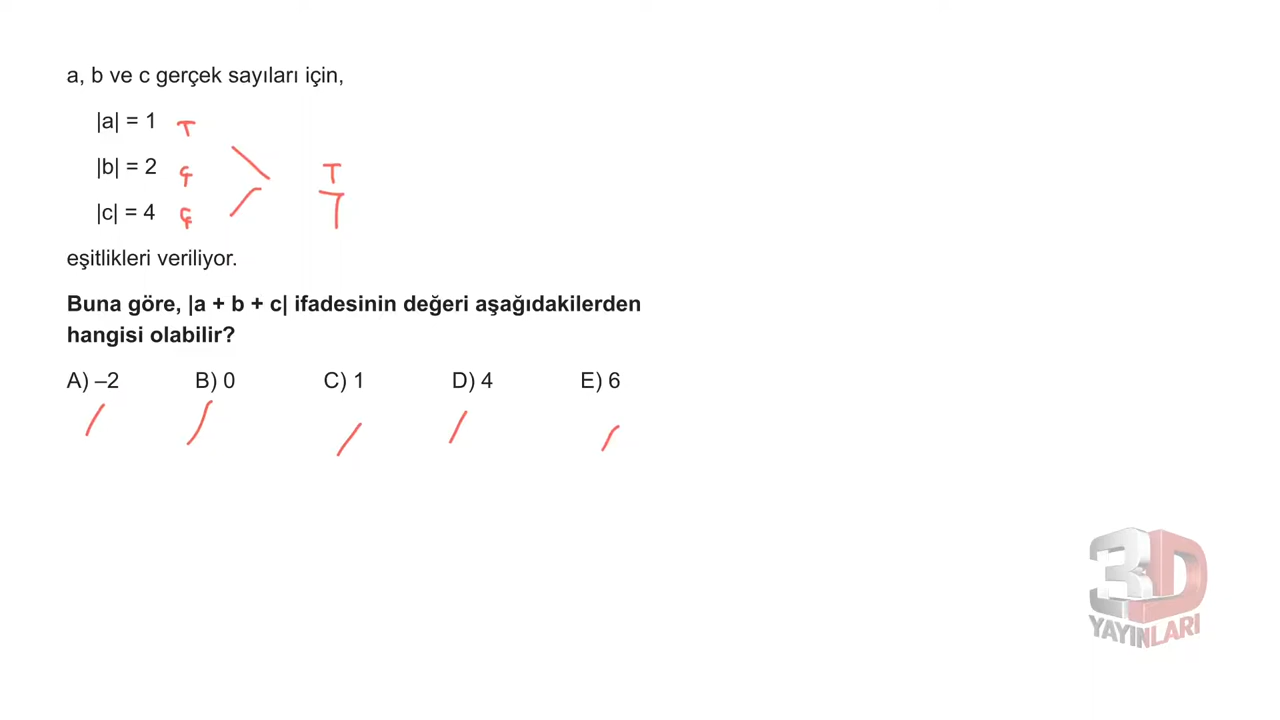 a, b ve c gerçek sayıları için,
|a| = 1 T
|b| = 2 Ç
|c| = 4 Ç
T
T
eşitlikleri veriliyor.
Buna göre, |a + b + c| ifadesinin değeri aşağıdakilerden
hangisi olabilir?
A) –2 B) 0 C) 1 D) 4 E) 6
3D
YAYINLARI